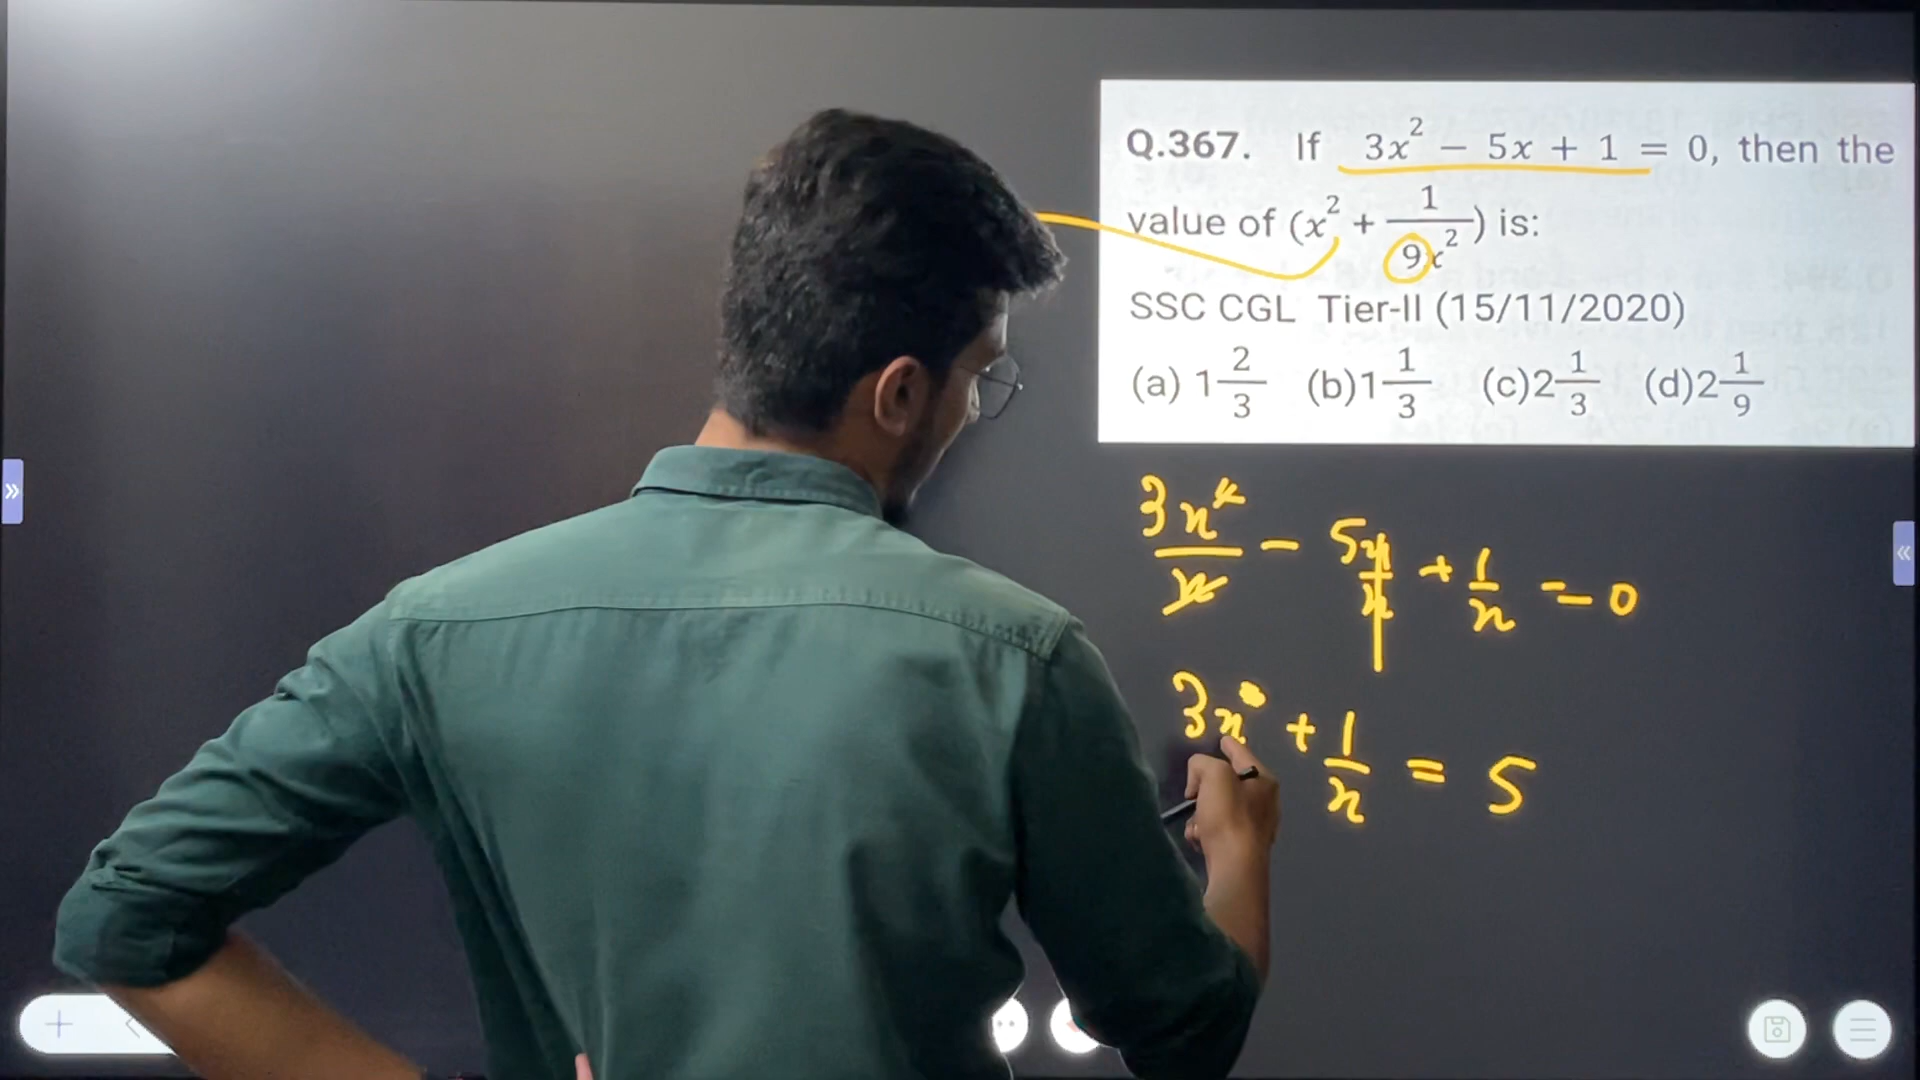 Q.367. If 3x² − 5x + 1 = 0, then the
value of (x² + 1/9x²) is:
SSC CGL Tier-II (15/11/2020)
(a) 1 2/3 (b)1 1/3 (c)2 1/3 (d)2 1/9
3x²/x − 5x/x + 1/x = 0
3x + 1/x = 5